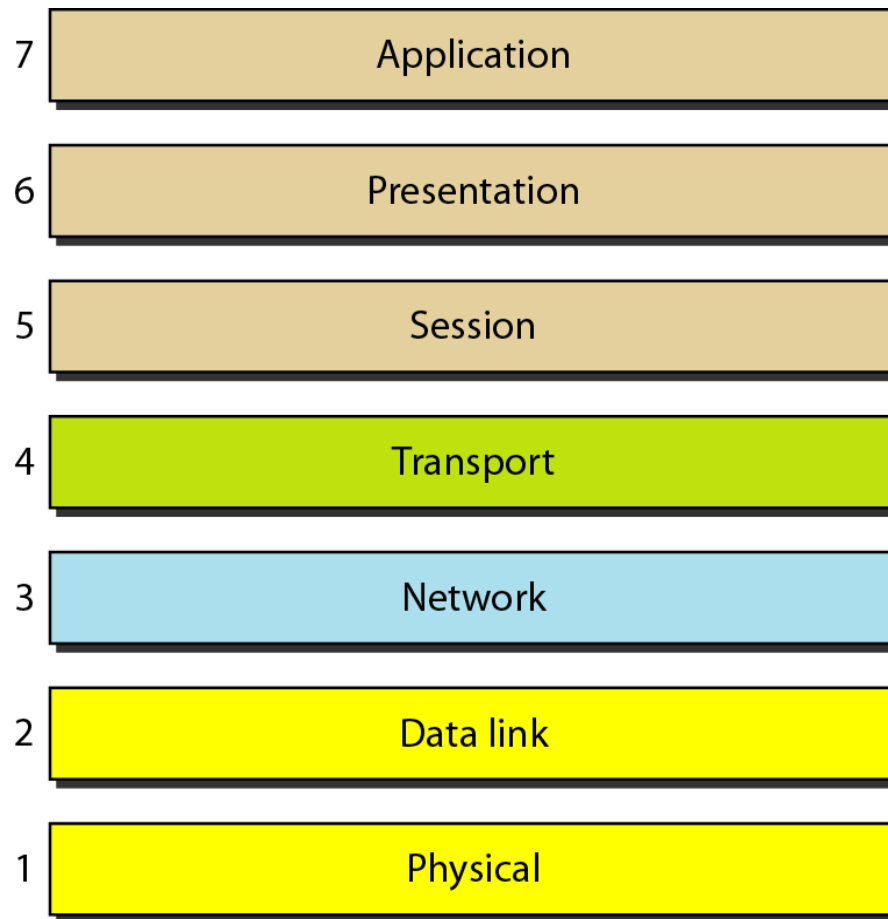 7 Application
6 Presentation
5 Session
4 Transport
3 Network
2 Data link
1 Physical